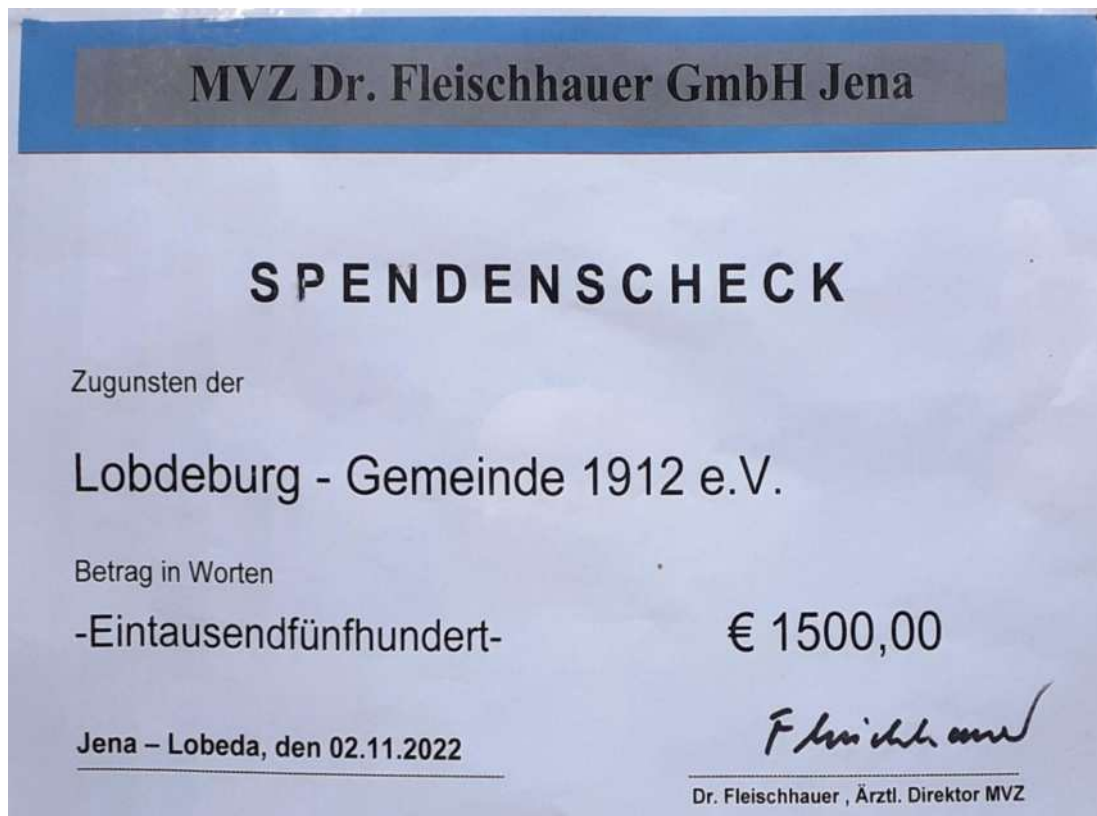 MVZ Dr. Fleischhauer GmbH Jena
SPENDENSCHECK
Zugunsten der
Lobdeburg - Gemeinde 1912 e.V.
Betrag in Worten
-Eintausendfünfhundert- € 1500,00
Fleischhauer
Jena – Lobeda, den 02.11.2022
Dr. Fleischhauer , Ärztl. Direktor MVZ